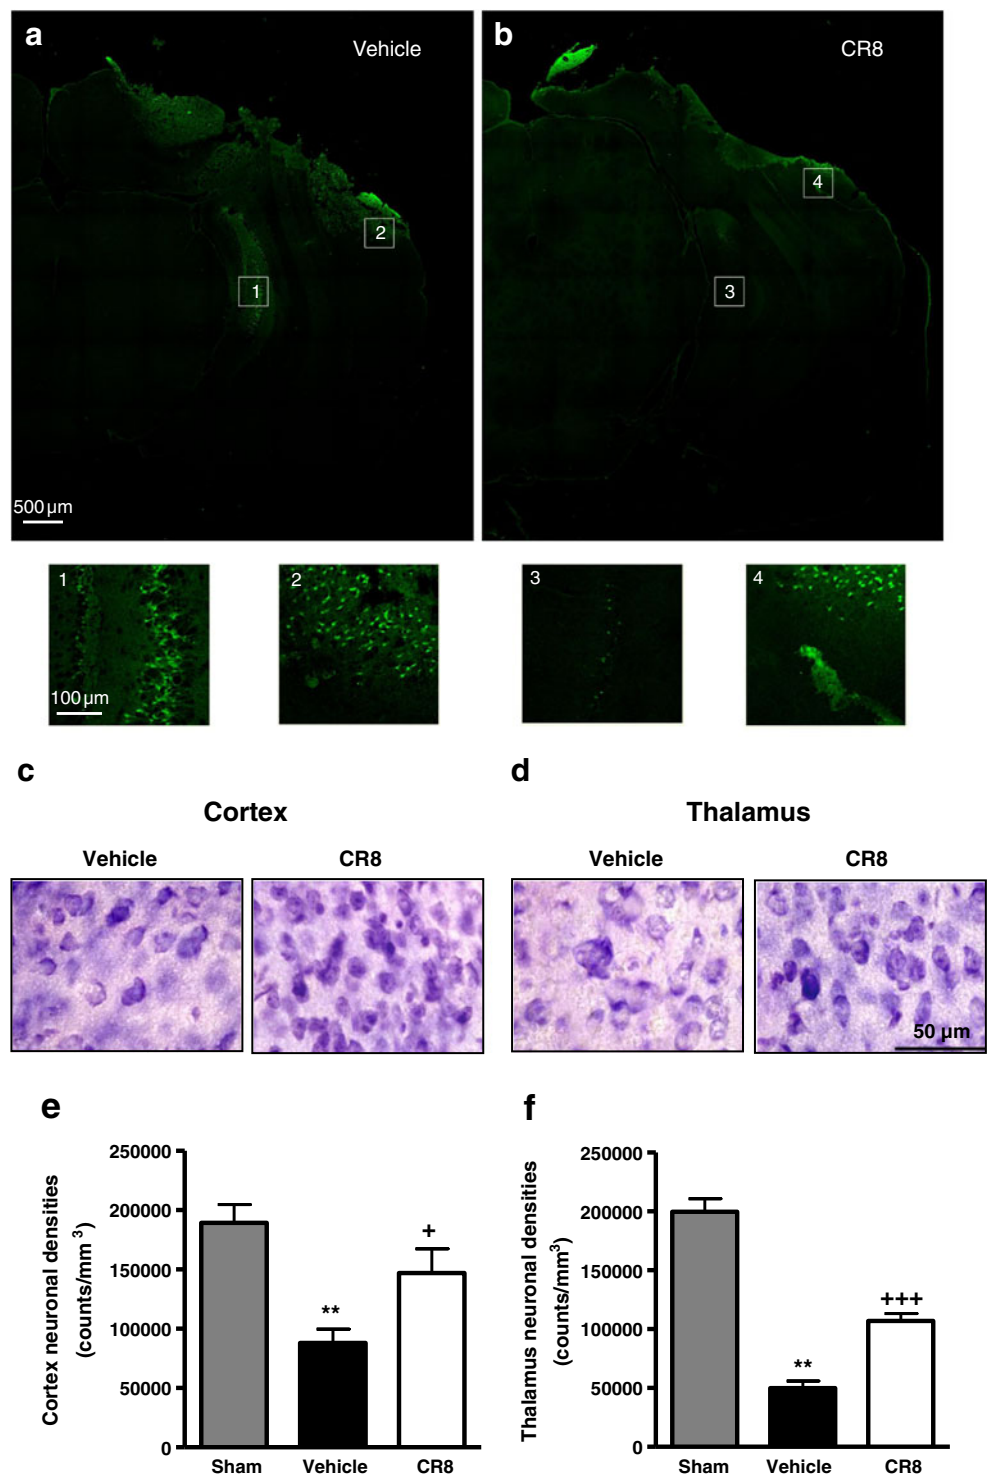 a
Vehicle
b
CR8
1
2
3
4
500 µm
1
100 µm
2
3
4
c
d
Cortex
Thalamus
Vehicle
CR8
Vehicle
CR8
50 µm
e
f
Cortex neuronal densities
(counts/mm 3)
250000
200000
150000
100000
50000
0
**
+
Sham
Vehicle
CR8
Thalamus neuronal densities
(counts/mm3)
250000
200000
150000
100000
50000
0
**
+++
Sham
Vehicle
CR8